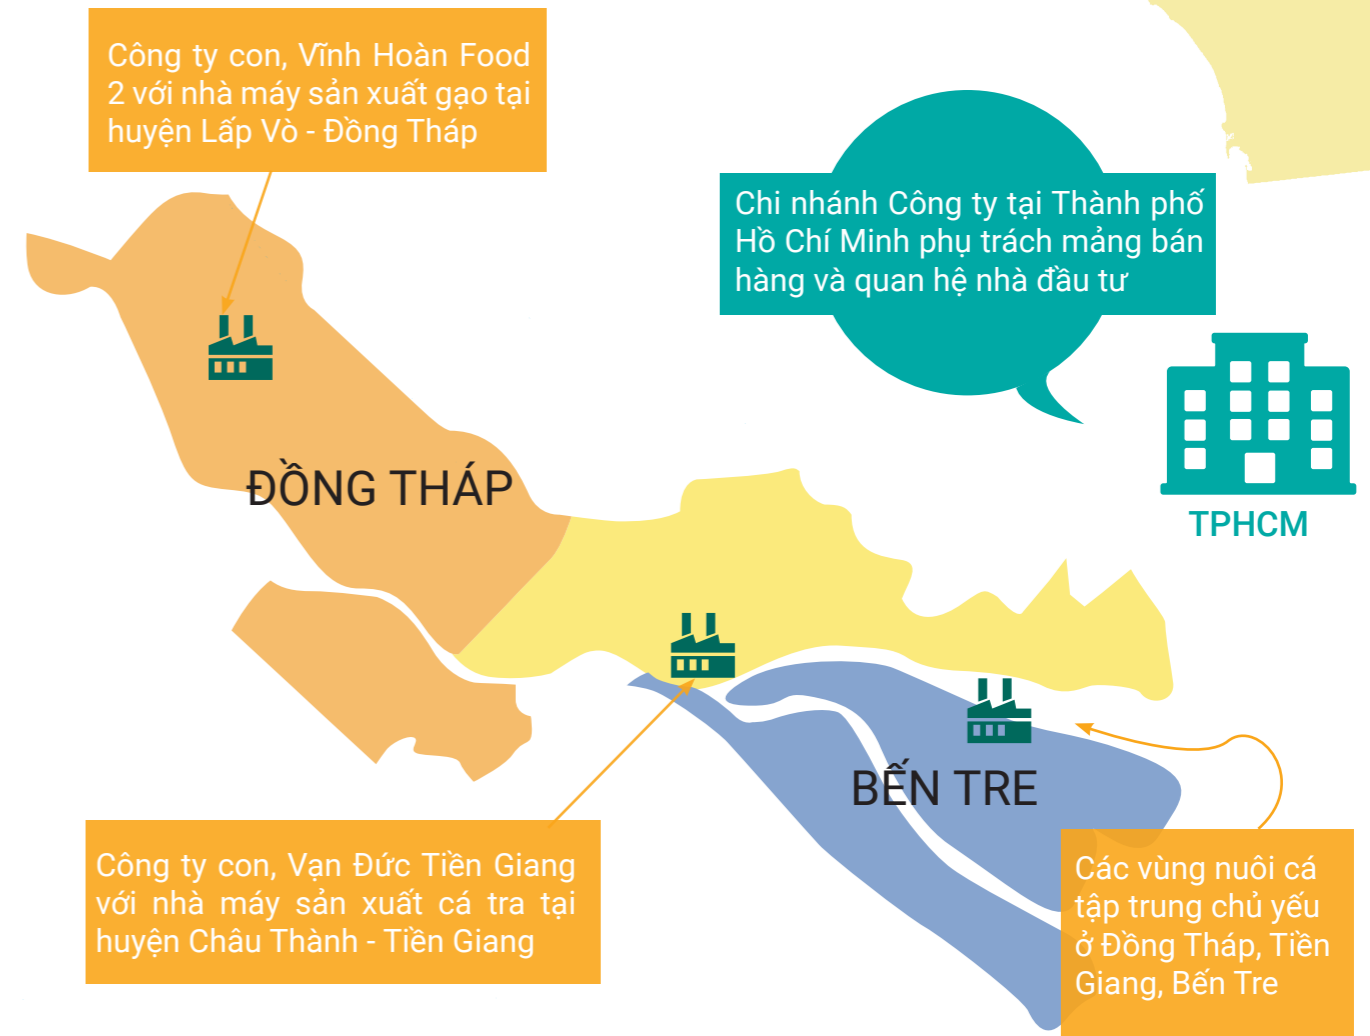 Công ty con, Vĩnh Hoàn Food
2 với nhà máy sản xuất gạo tại
huyện Lấp Vò - Đồng Tháp
Chi nhánh Công ty tại Thành phố
Hồ Chí Minh phụ trách mảng bán
hàng và quan hệ nhà đầu tư
ĐỒNG THÁP
TPHCM
BẾN TRE
Công ty con, Vạn Đức Tiền Giang
với nhà máy sản xuất cá tra tại
huyện Châu Thành - Tiền Giang
Các vùng nuôi cá
tập trung chủ yếu
ở Đồng Tháp, Tiền
Giang, Bến Tre